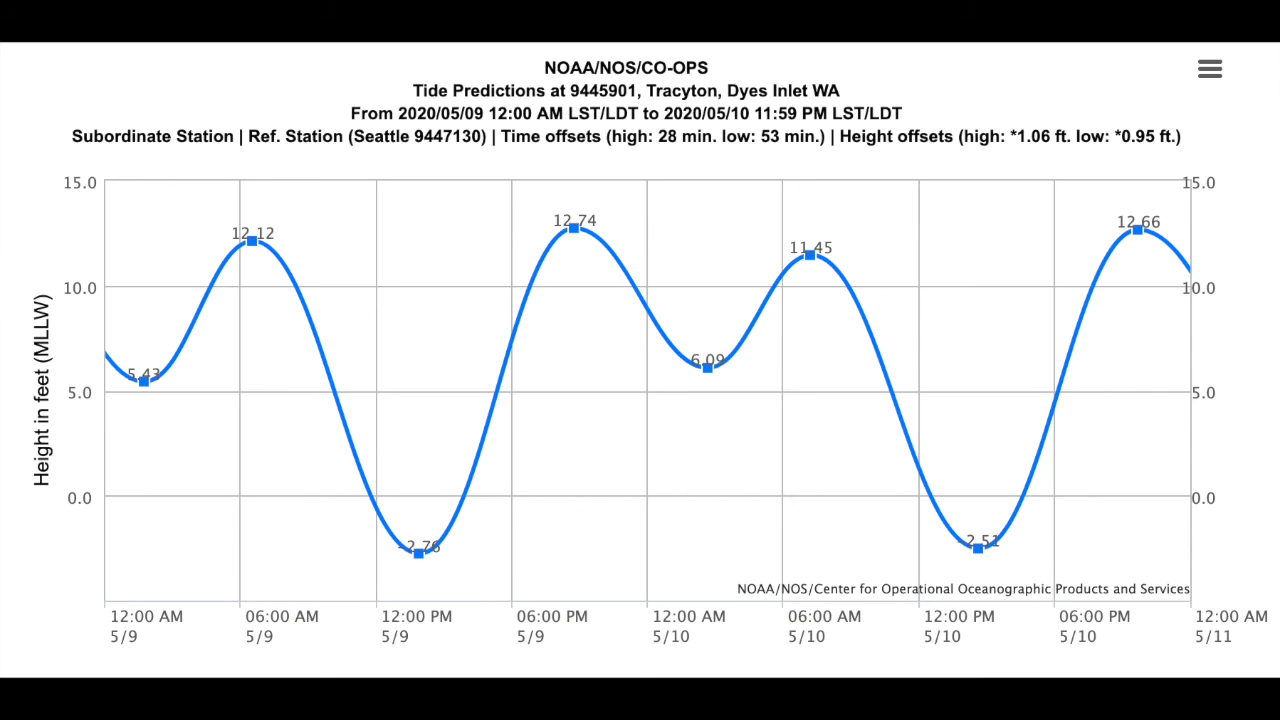 NOAA/NOS/CO-OPS
Tide Predictions at 9445901, Tracyton, Dyes Inlet WA
From 2020/05/09 12:00 AM LST/LDT to 2020/05/10 11:59 PM LST/LDT
Subordinate Station | Ref. Station (Seattle 9447130) | Time offsets (high: 28 min. low: 53 min.) | Height offsets (high: *1.06 ft. low: *0.95 ft.)
15.0 15.0
12.12 12.74 11.45 12.66
10.0 10.0
5.43 6.09
5.0 5.0
0.0 0.0
-2.76 -2.51
Height in feet (MLLW)
NOAA/NOS/Center for Operational Oceanographic Products and Services
12:00 AM 06:00 AM 12:00 PM 06:00 PM 12:00 AM 06:00 AM 12:00 PM 06:00 PM 12:00 AM
5/9 5/9 5/9 5/9 5/10 5/10 5/10 5/10 5/11